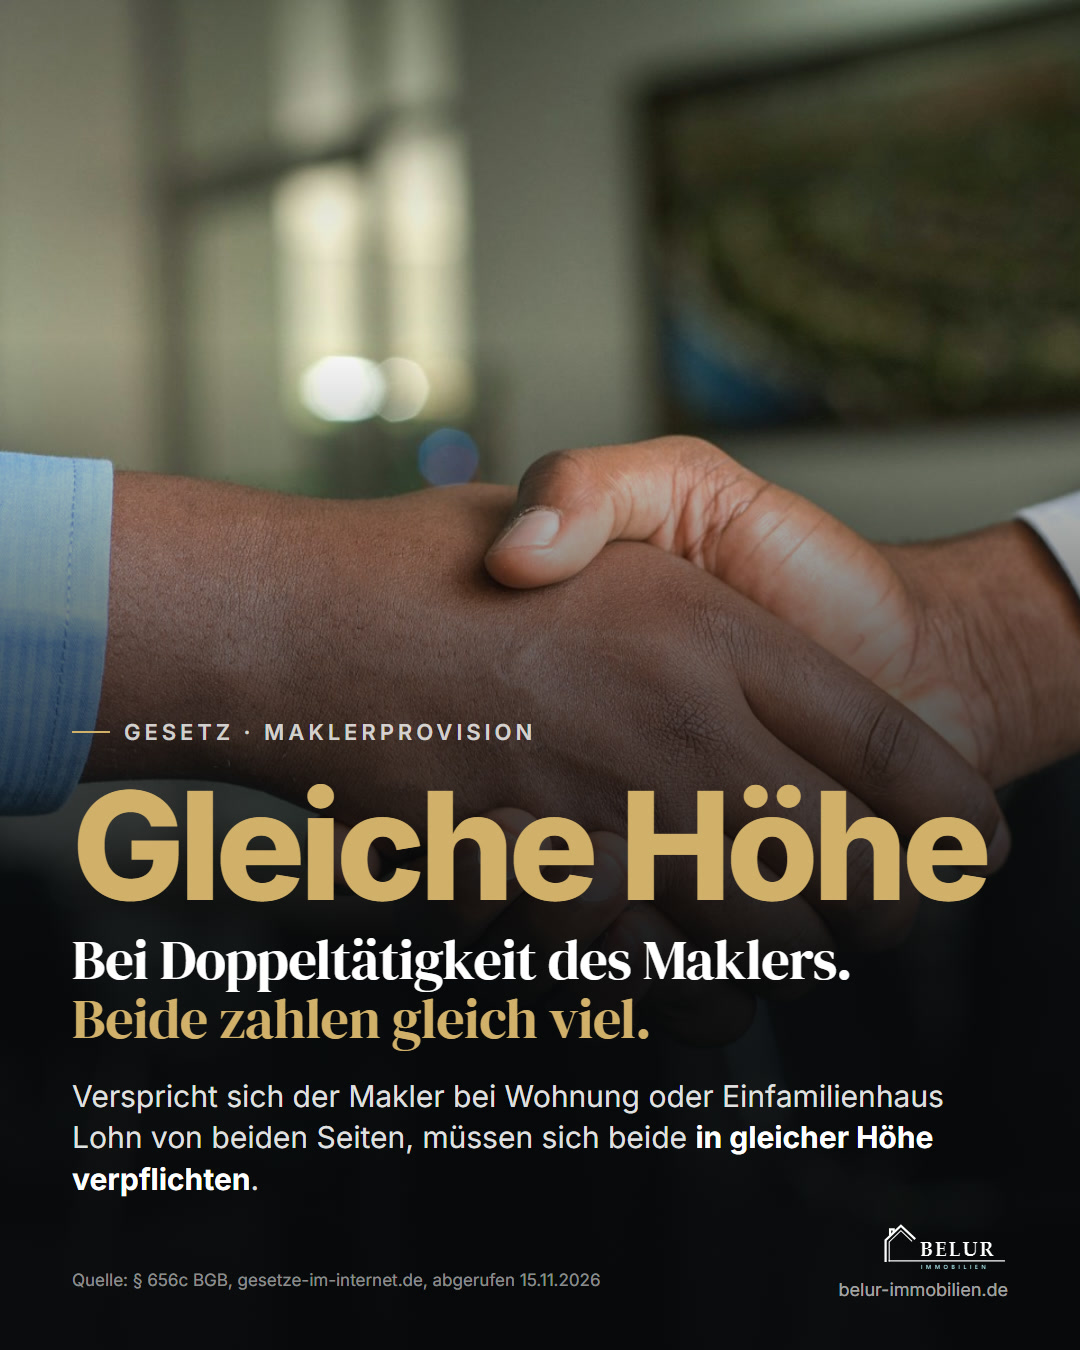 GESETZ · MAKLERPROVISION
Gleiche Höhe
Bei Doppeltätigkeit des Maklers.
Beide zahlen gleich viel.
Verspricht sich der Makler bei Wohnung oder Einfamilienhaus
Lohn von beiden Seiten, müssen sich beide in gleicher Höhe
verpflichten.
BELUR
IMMOBILIEN
Quelle: § 656c BGB, gesetze-im-internet.de, abgerufen 15.11.2026
belur-immobilien.de